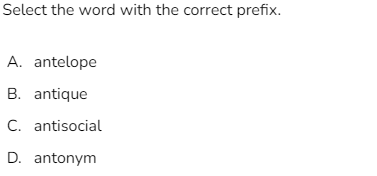 Select the word with the correct prefix.
A. antelope
B. antique
C. antisocial
D. antonym